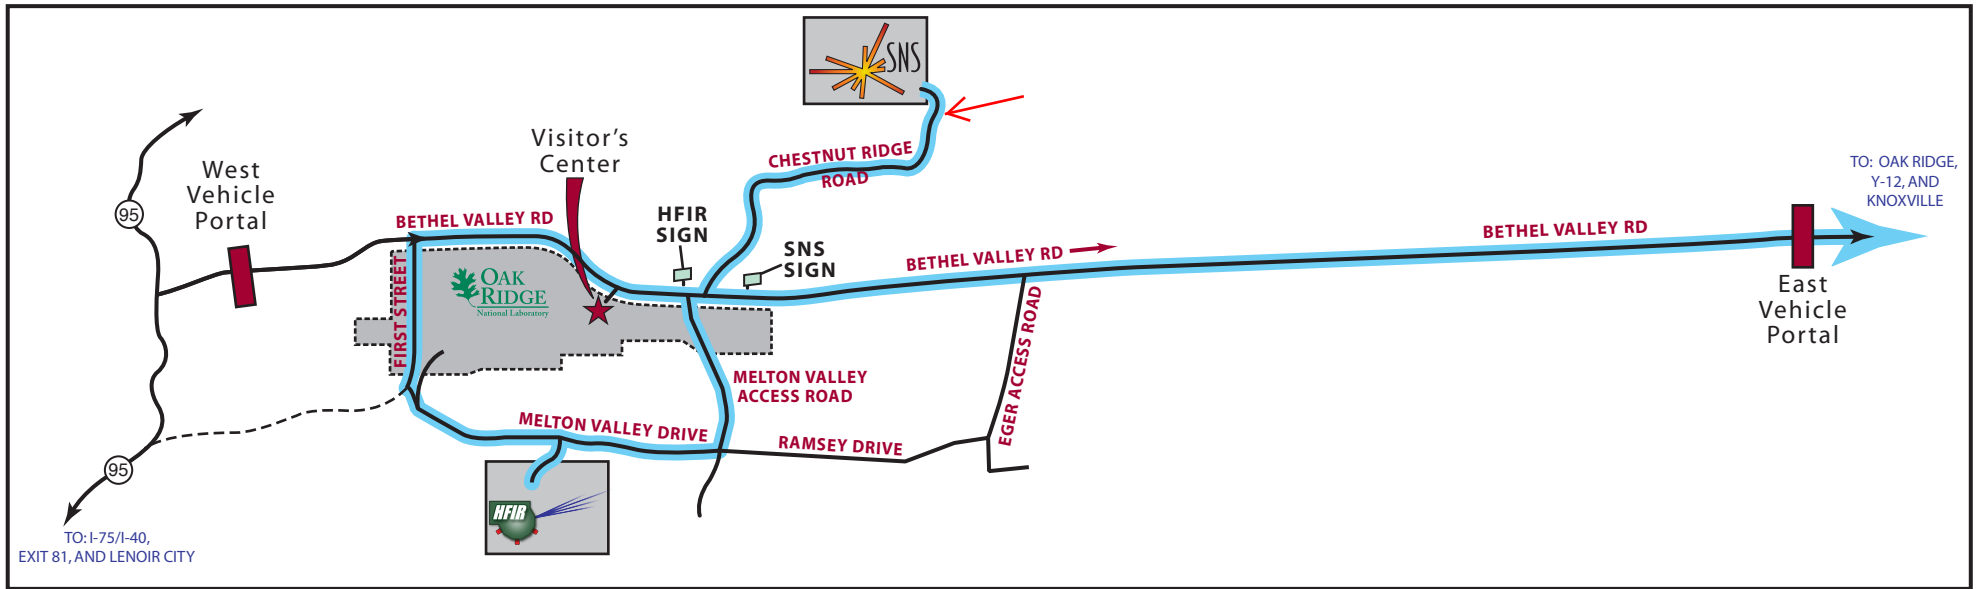 SNS
Visitor's
Center
West
Vehicle
Portal
95
CHESTNUT RIDGE
ROAD
TO: OAK RIDGE,
Y-12, AND
KNOXVILLE
BETHEL VALLEY RD
HFIR
SIGN
SNS
SIGN
BETHEL VALLEY RD
BETHEL VALLEY RD
OAK
RIDGE
National Laboratory
FIRST STREET
East
Vehicle
Portal
EGER ACCESS ROAD
MELTON VALLEY
ACCESS ROAD
MELTON VALLEY DRIVE
RAMSEY DRIVE
95
HFIR
TO: I-75/I-40,
EXIT 81, AND LENOIR CITY